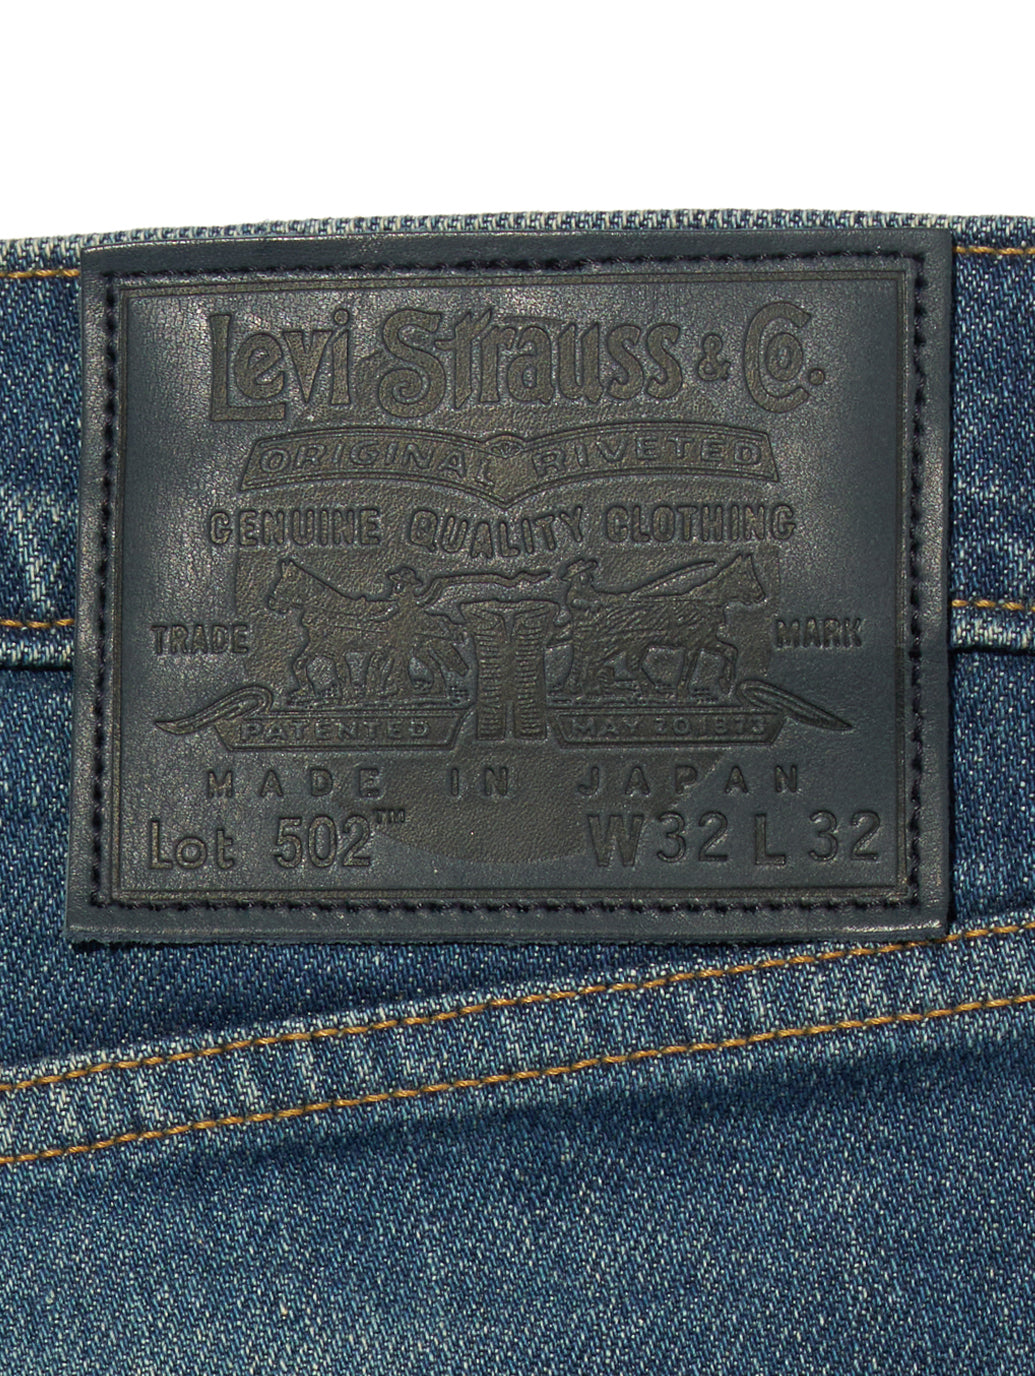 Levi Strauss & Co.
ORIGINAL RIVETED
GENUINE QUALITY CLOTHING
TRADE MARK
PATENTED MAY 20 1873
MADE IN JAPAN
Lot 502™ W32 L 32